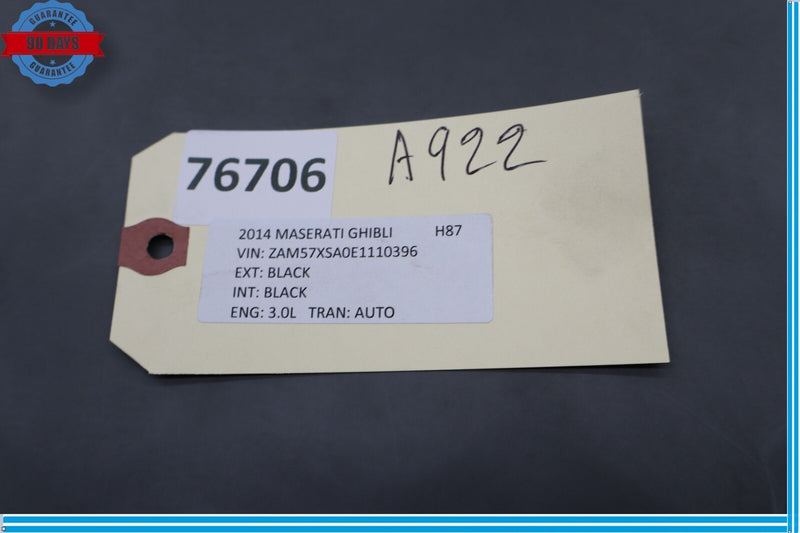 GUARANTEE
90 DAYS
GUARANTEE
76706
A922
2014 MASERATI GHIBLI H87
VIN: ZAM57XSA0E1110396
EXT: BLACK
INT: BLACK
ENG: 3.0L TRAN: AUTO